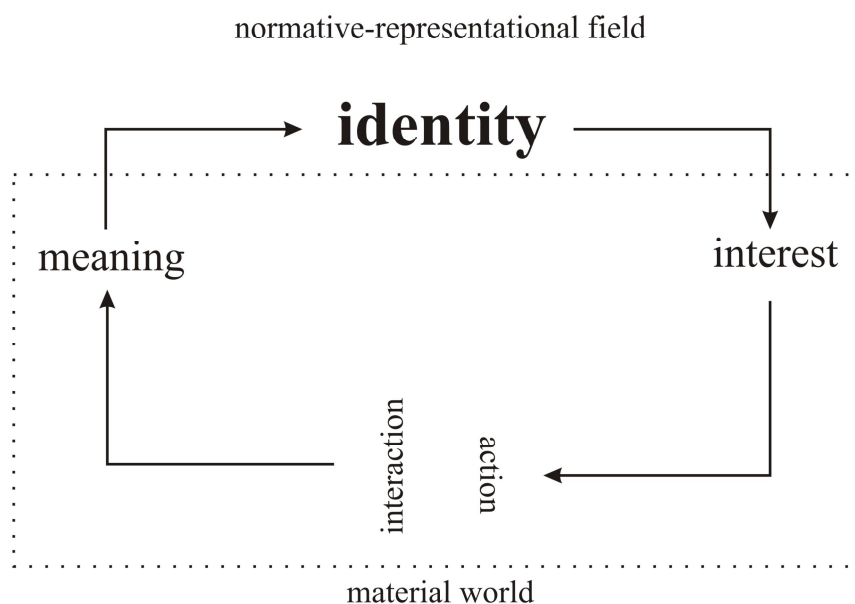 normative-representational field
identity
meaning
interest
interaction
action
material world